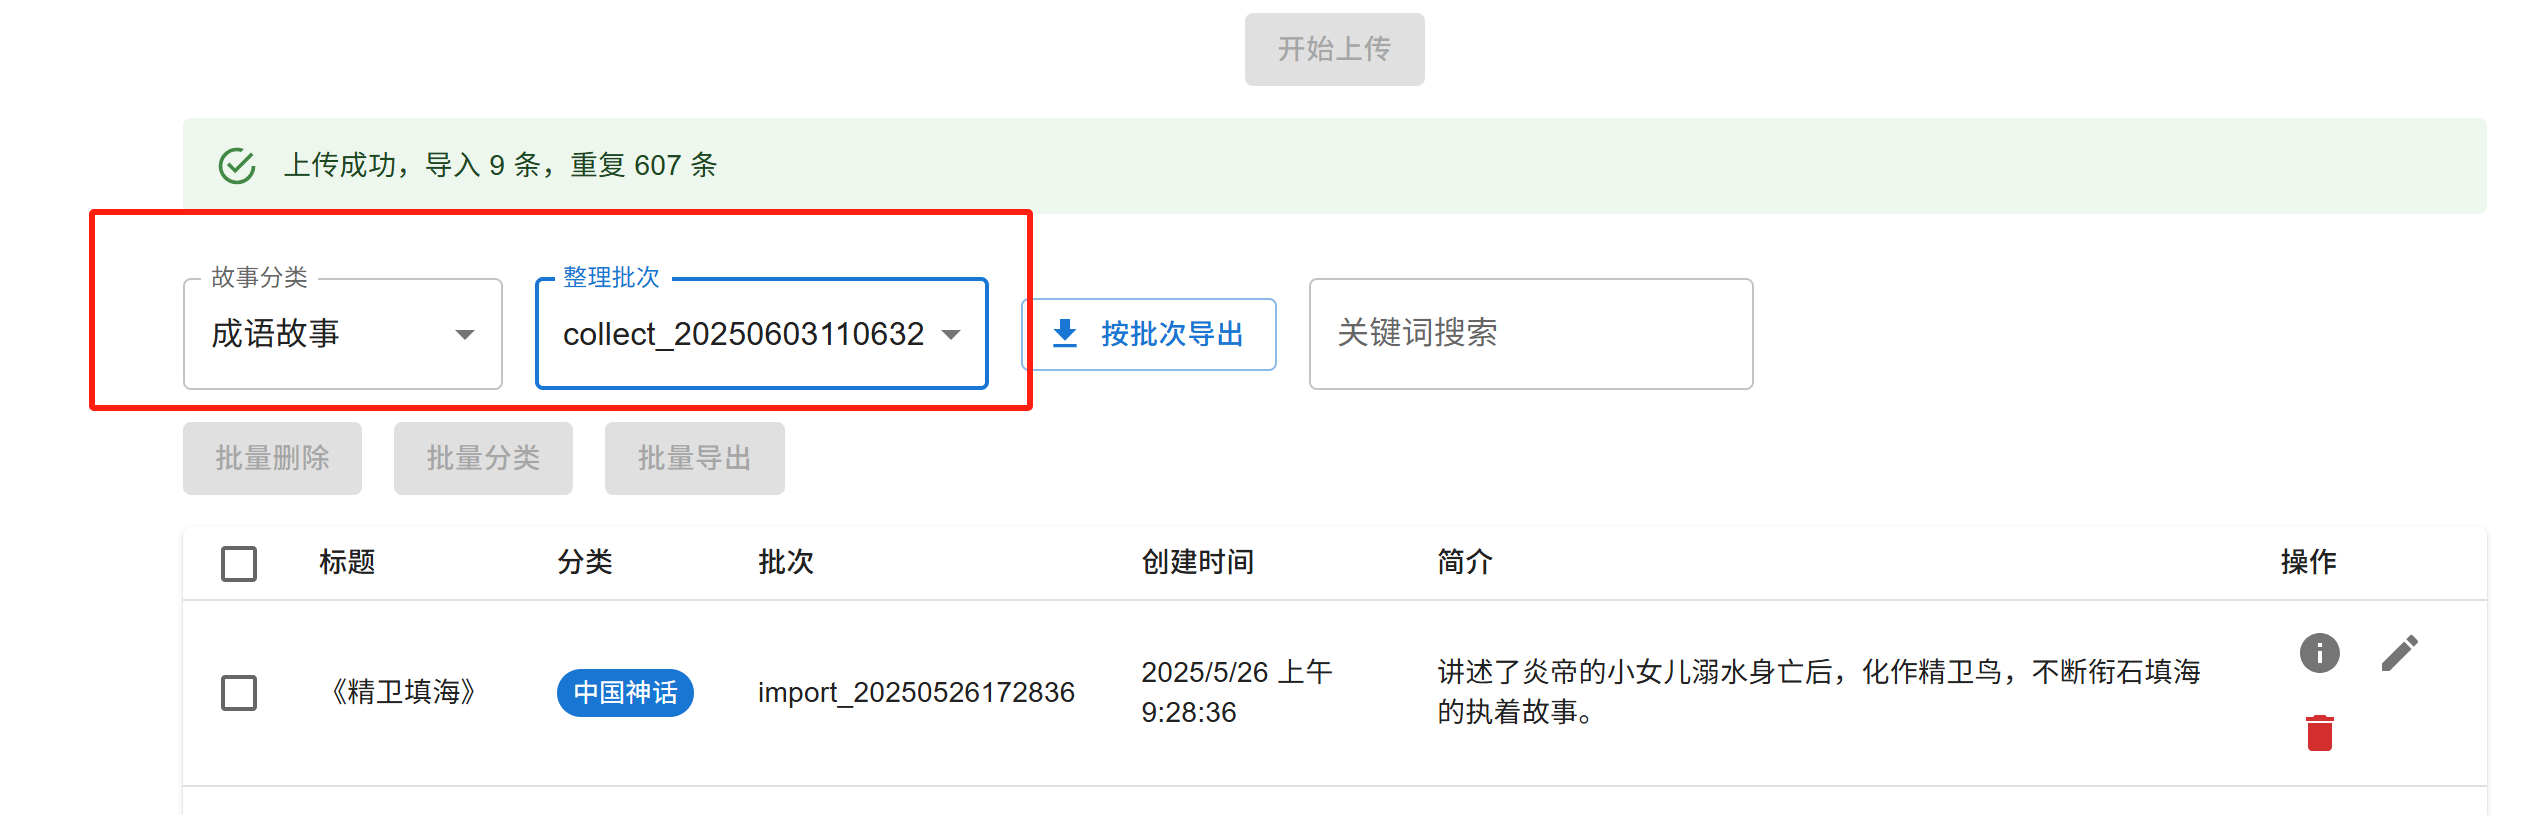 开始上传
上传成功，导入 9 条，重复 607 条
故事分类
整理批次
成语故事
collect_20250603110632
按批次导出
关键词搜索
批量删除
批量分类
批量导出
标题
分类
批次
创建时间
简介
操作
《精卫填海》
中国神话
import_20250526172836
2025/5/26 上午
9:28:36
讲述了炎帝的小女儿溺水身亡后，化作精卫鸟，不断衔石填海
的执着故事。